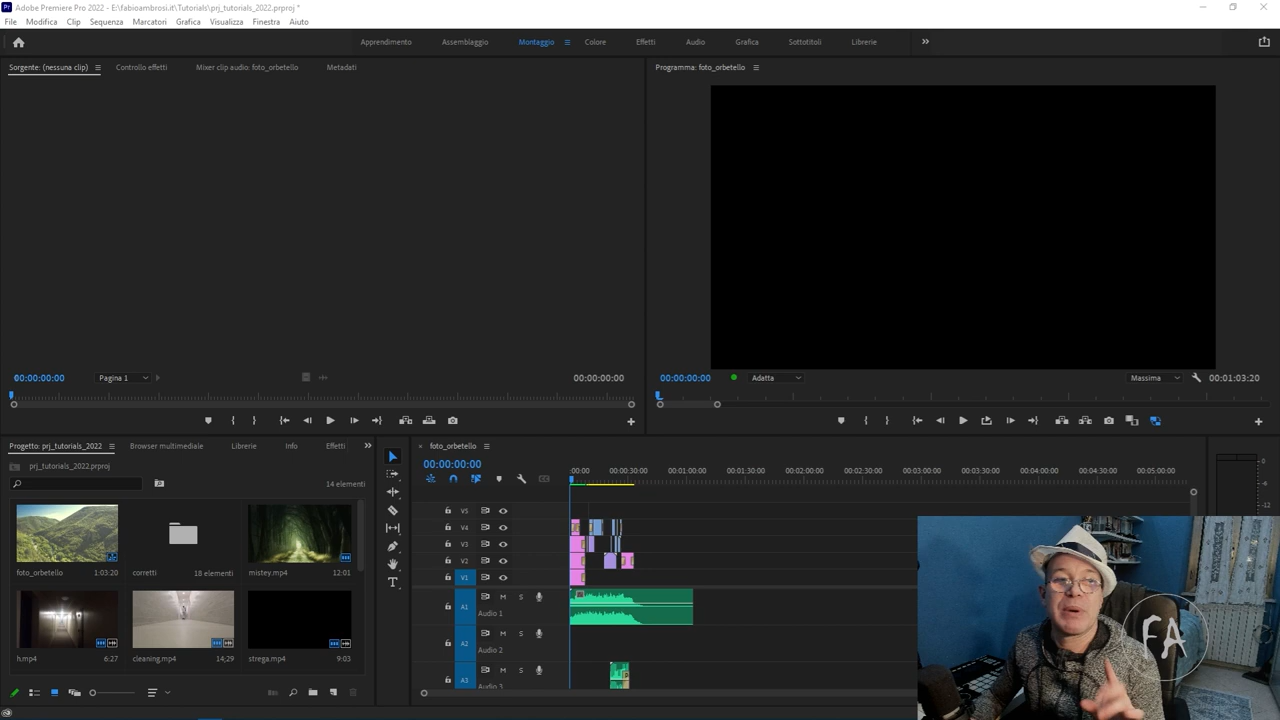 Adobe Premiere Pro 2022 - E:\fabioambrosi.it\Tutorials\prj_tutorials_2022.prproj *
File Modifica Clip Sequenza Marcatori Grafica Visualizza Finestra Aiuto
Apprendimento Assemblaggio Montaggio Colore Effetti Audio Grafica Sottotitoli Librerie
Sorgente: (nessuna clip) Controllo effetti Mixer clip audio: foto_orbetello Metadati
Programma: foto_orbetello
00:00:00:00 Pagina 1 00:00:00:00
00:00:00:00 Adatta Massima 00:01:03:20
Progetto: prj_tutorials_2022 Browser multimediale Librerie Info Effetti
prj_tutorials_2022.prproj
14 elementi
foto_orbetello 1:03:20
corretti 18 elementi
mistey.mp4 12:01
h.mp4 6:27
cleaning.mp4 14;29
strega.mp4 9:03
foto_orbetello
00:00:00:00
:00:00 00:00:30:00 00:01:00:00 00:01:30:00 00:02:00:00 00:02:30:00 00:03:00:00 00:03:30:00 00:04:00:00 00:04:30:00 00:05:00:00
V5
V4
V3
V2
V1
A1 M S
Audio 1
A2 M S
Audio 2
A3 M S
Audio 3
0
-6
-12
FA